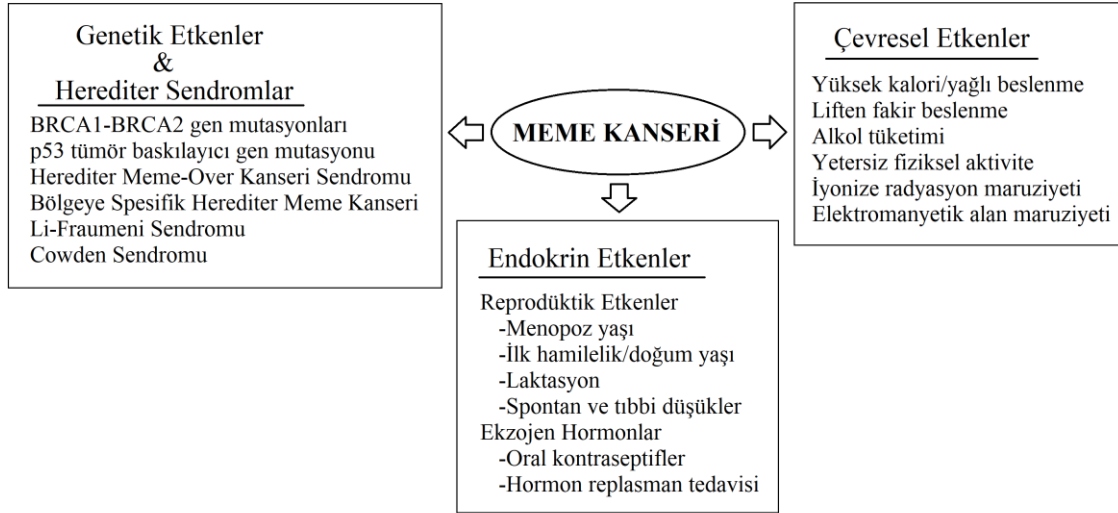 Genetik Etkenler
&
Herediter Sendromlar
BRCA1-BRCA2 gen mutasyonları
p53 tümör baskılayıcı gen mutasyonu
Herediter Meme-Over Kanseri Sendromu
Bölgeye Spesifik Herediter Meme Kanseri
Li-Fraumeni Sendromu
Cowden Sendromu
MEME KANSERİ
Çevresel Etkenler
Yüksek kalori/yağlı beslenme
Liften fakir beslenme
Alkol tüketimi
Yetersiz fiziksel aktivite
İyonize radyasyon maruziyeti
Elektromanyetik alan maruziyeti
Endokrin Etkenler
Reprodüktik Etkenler
-Menopoz yaşı
-İlk hamilelik/doğum yaşı
-Laktasyon
-Spontan ve tıbbi düşükler
Ekzojen Hormonlar
-Oral kontraseptifler
-Hormon replasman tedavisi